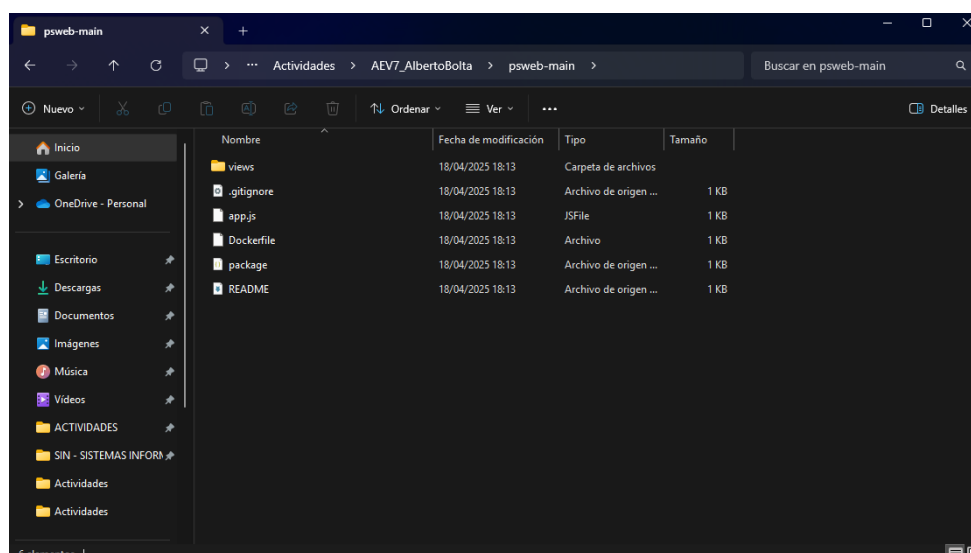 psweb-main
Actividades > AEV7_AlbertoBolta > psweb-main >
Buscar en psweb-main
Nuevo
Ordenar
Ver
Detalles
Inicio
Galería
OneDrive - Personal
Escritorio
Descargas
Documentos
Imágenes
Música
Vídeos
ACTIVIDADES
SIN - SISTEMAS INFORM
Actividades
Actividades
Nombre Fecha de modificación Tipo Tamaño
views 18/04/2025 18:13 Carpeta de archivos
.gitignore 18/04/2025 18:13 Archivo de origen ... 1 KB
app.js 18/04/2025 18:13 JSFile 1 KB
Dockerfile 18/04/2025 18:13 Archivo 1 KB
package 18/04/2025 18:13 Archivo de origen ... 1 KB
README 18/04/2025 18:13 Archivo de origen ... 1 KB